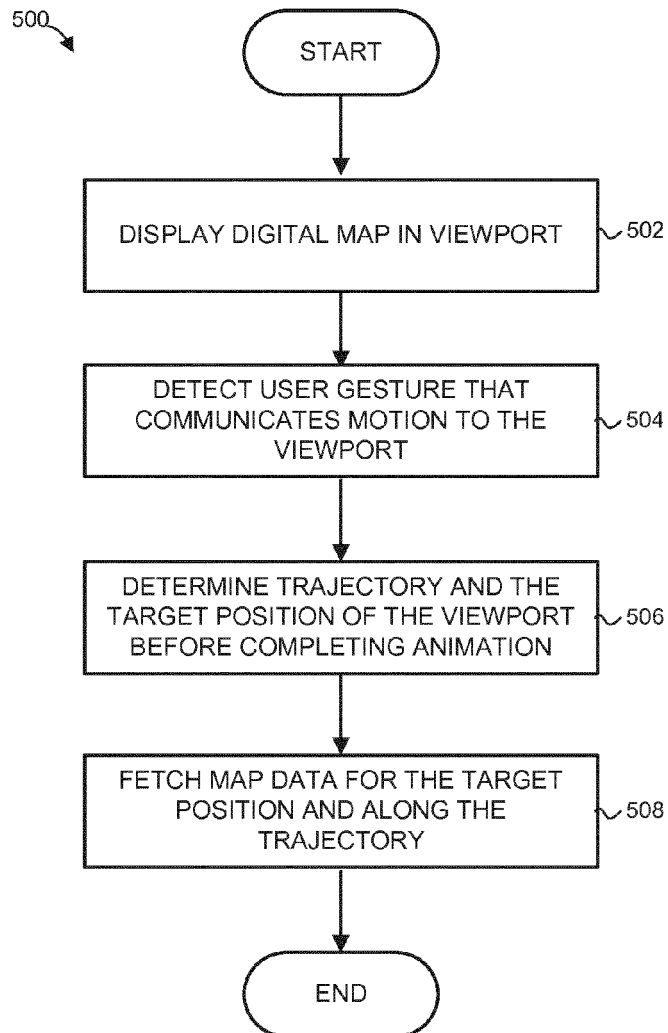 500
START
DISPLAY DIGITAL MAP IN VIEWPORT
502
DETECT USER GESTURE THAT
COMMUNICATES MOTION TO THE
VIEWPORT
504
DETERMINE TRAJECTORY AND THE
TARGET POSITION OF THE VIEWPORT
BEFORE COMPLETING ANIMATION
506
FETCH MAP DATA FOR THE TARGET
POSITION AND ALONG THE
TRAJECTORY
508
END